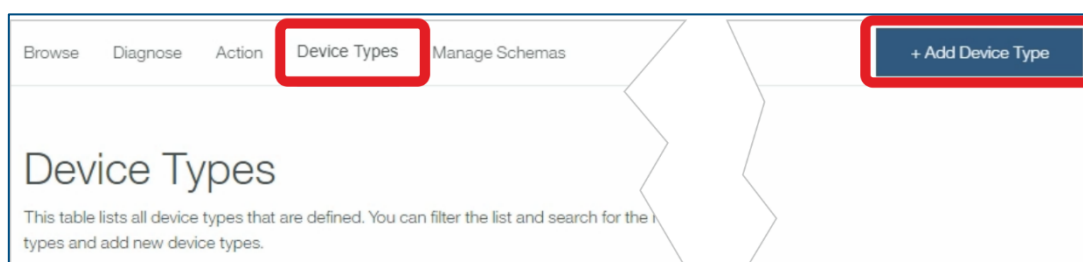 Browse Diagnose Action Device Types Manage Schemas + Add Device Type
Device Types
This table lists all device types that are defined. You can filter the list and search for the
types and add new device types.